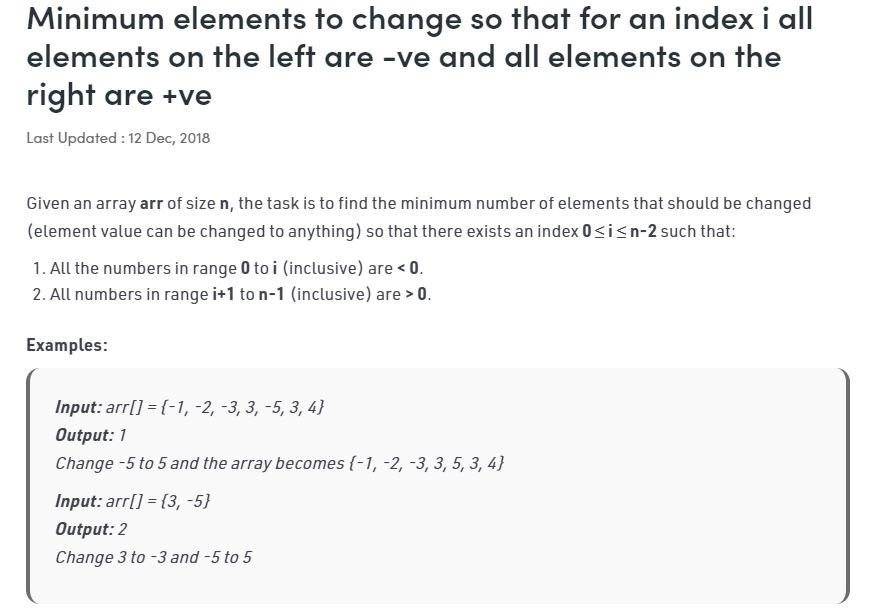 Minimum elements to change so that for an index i all
elements on the left are -ve and all elements on the
right are +ve
Last Updated : 12 Dec, 2018
Given an array arr of size n, the task is to find the minimum number of elements that should be changed
(element value can be changed to anything) so that there exists an index 0 ≤ i ≤ n-2 such that:
1. All the numbers in range 0 to i (inclusive) are < 0.
2. All numbers in range i+1 to n-1 (inclusive) are > 0.
Examples:
Input: arr[] = {-1, -2, -3, 3, -5, 3, 4}
Output: 1
Change -5 to 5 and the array becomes {-1, -2, -3, 3, 5, 3, 4}
Input: arr[] = {3, -5}
Output: 2
Change 3 to -3 and -5 to 5